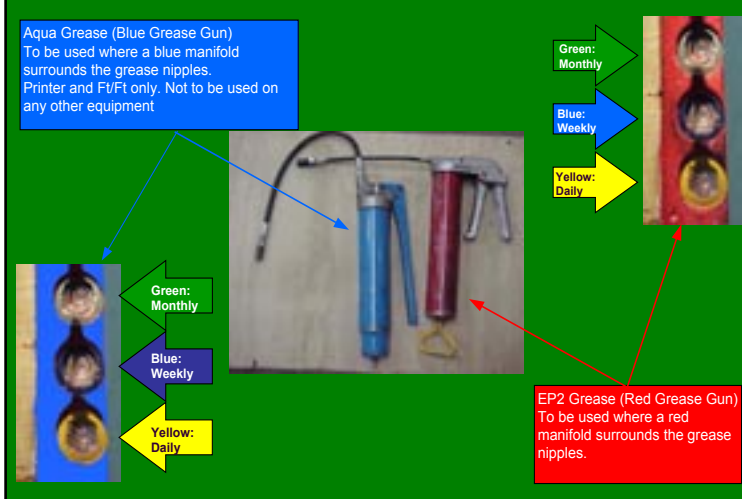 Aqua Grease (Blue Grease Gun)
To be used where a blue manifold
surrounds the grease nipples.
Printer and Ft/Ft only. Not to be used on
any other equipment
Green:
Monthly
Blue:
Weekly
Yellow:
Daily
Green:
Monthly
Blue:
Weekly
Yellow:
Daily
EP2 Grease (Red Grease Gun)
To be used where a red
manifold surrounds the grease
nipples.